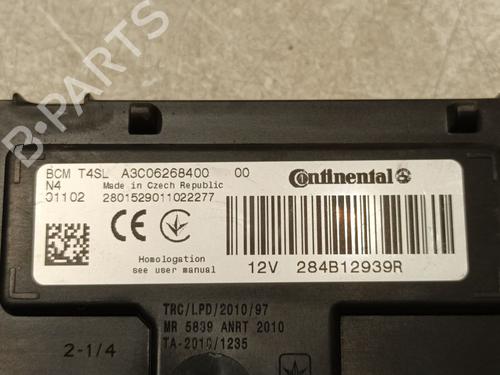 BCM T4SL A3C06268400 00
N4 Made in Czech Republic
01102 2801529011022277
Continental
CE
Homologation
see user manual
12V 284B12939R
TRC/LPD/2010/97
MR 5839 ANRT 2010
TA-2010/1235
2-1/4
B-PARTS